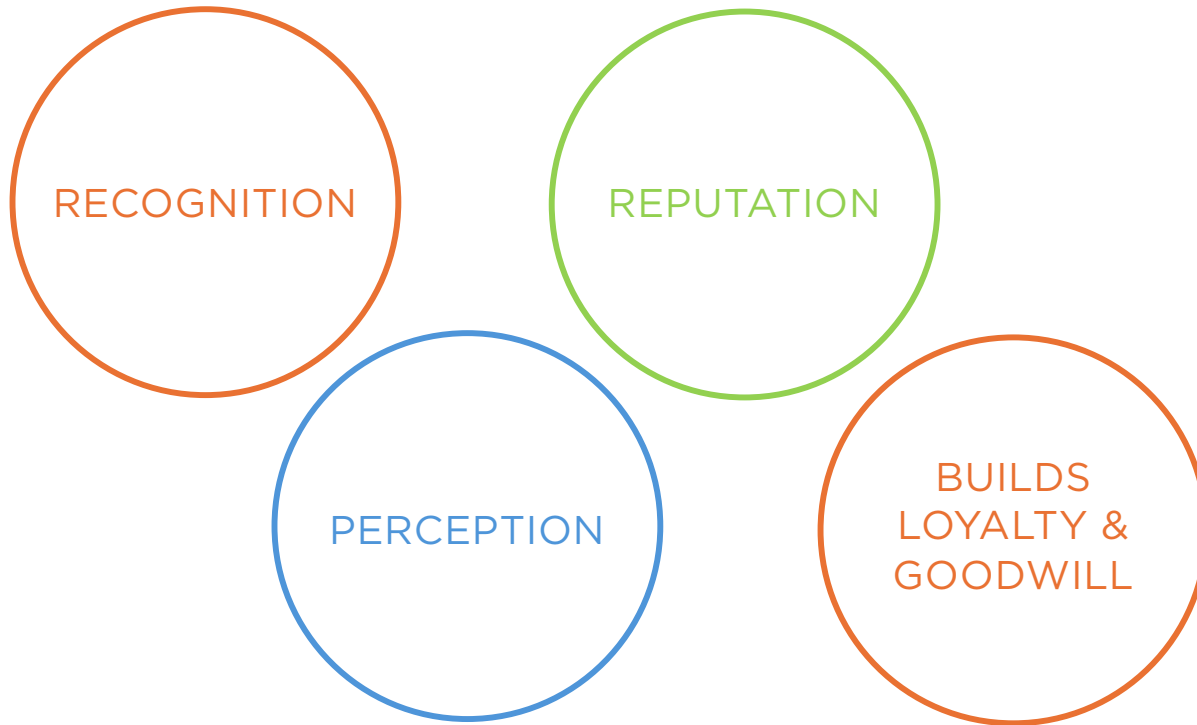 RECOGNITION
REPUTATION
PERCEPTION
BUILDS
LOYALTY &
GOODWILL